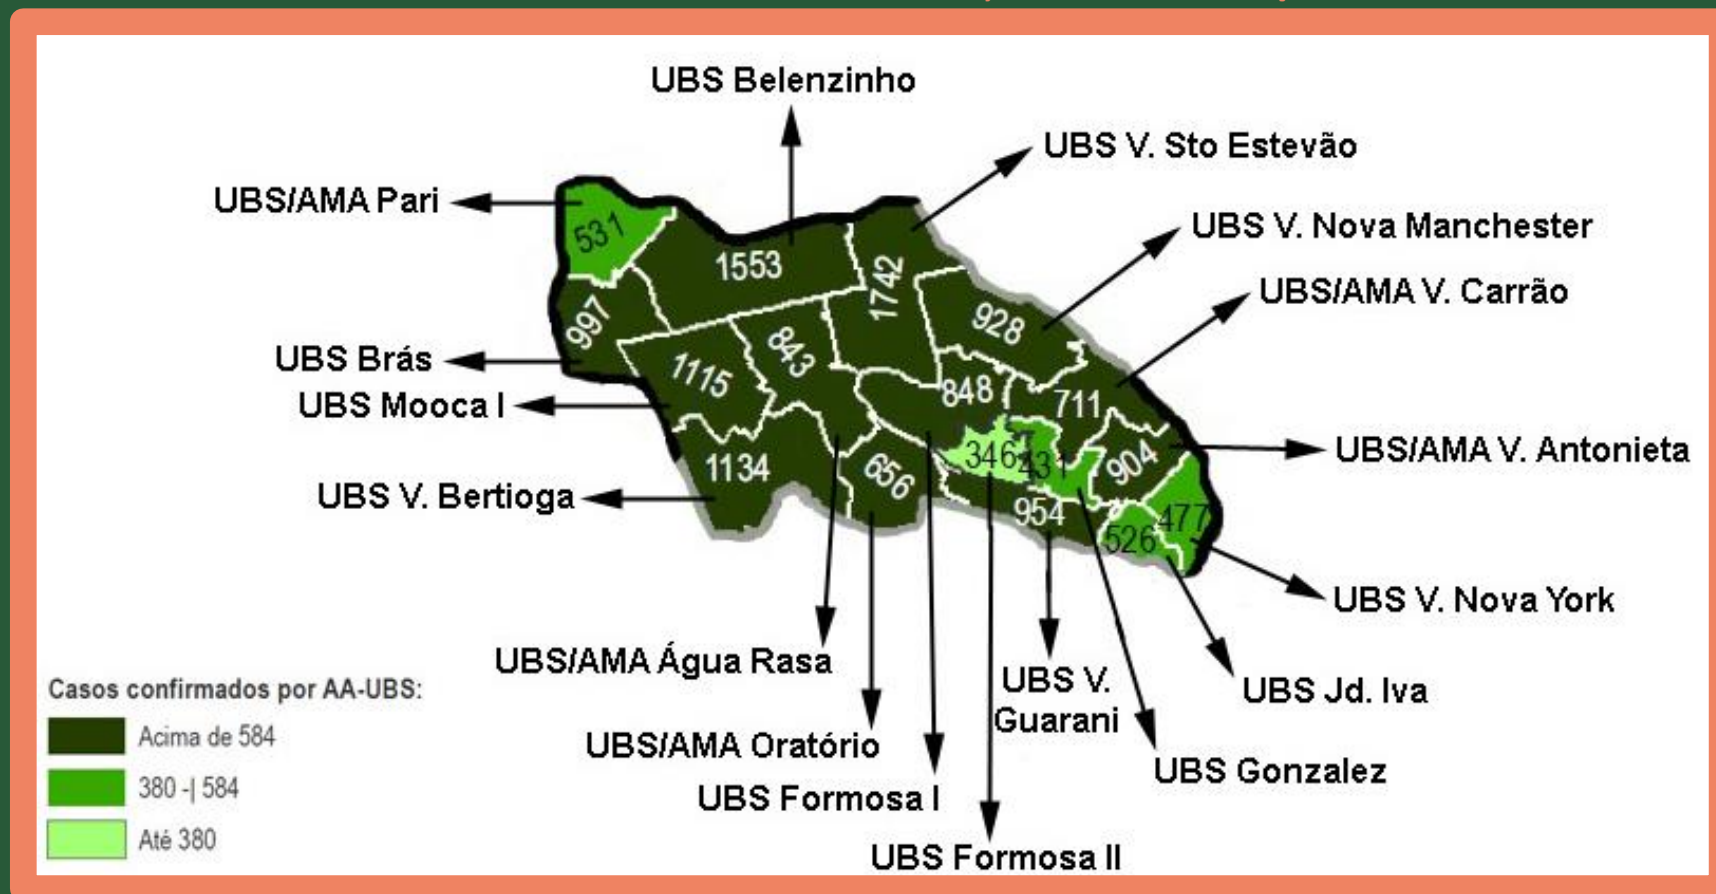 UBS Belenzinho
UBS V. Sto Estevão
UBS/AMA Pari
UBS V. Nova Manchester
UBS/AMA V. Carrão
UBS Brás
UBS Mooca I
UBS/AMA V. Antonieta
UBS V. Bertioga
UBS V. Nova York
531
1553
1742
997
928
843
1115
848
711
346
431
904
1134
656
954
477
526
UBS/AMA Água Rasa
UBS V.
Guarani
UBS Jd. Iva
UBS/AMA Oratório
UBS Gonzalez
UBS Formosa I
UBS Formosa II
Casos confirmados por AA-UBS:
Acima de 584
380 -| 584
Até 380